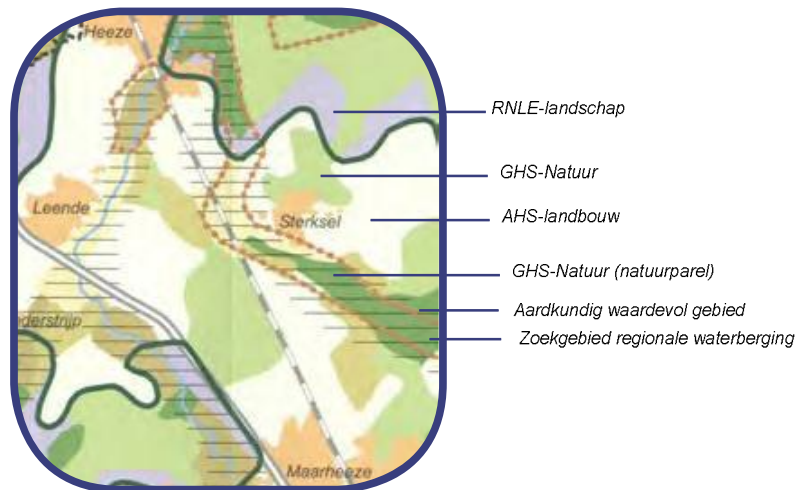 Heeze
RNLE-landschap
GHS-Natuur
Leende
Sterksel
AHS-landbouw
GHS-Natuur (natuurparel)
Aardkundig waardevol gebied
derstrijp
Zoekgebied regionale waterberging
Maarheeze